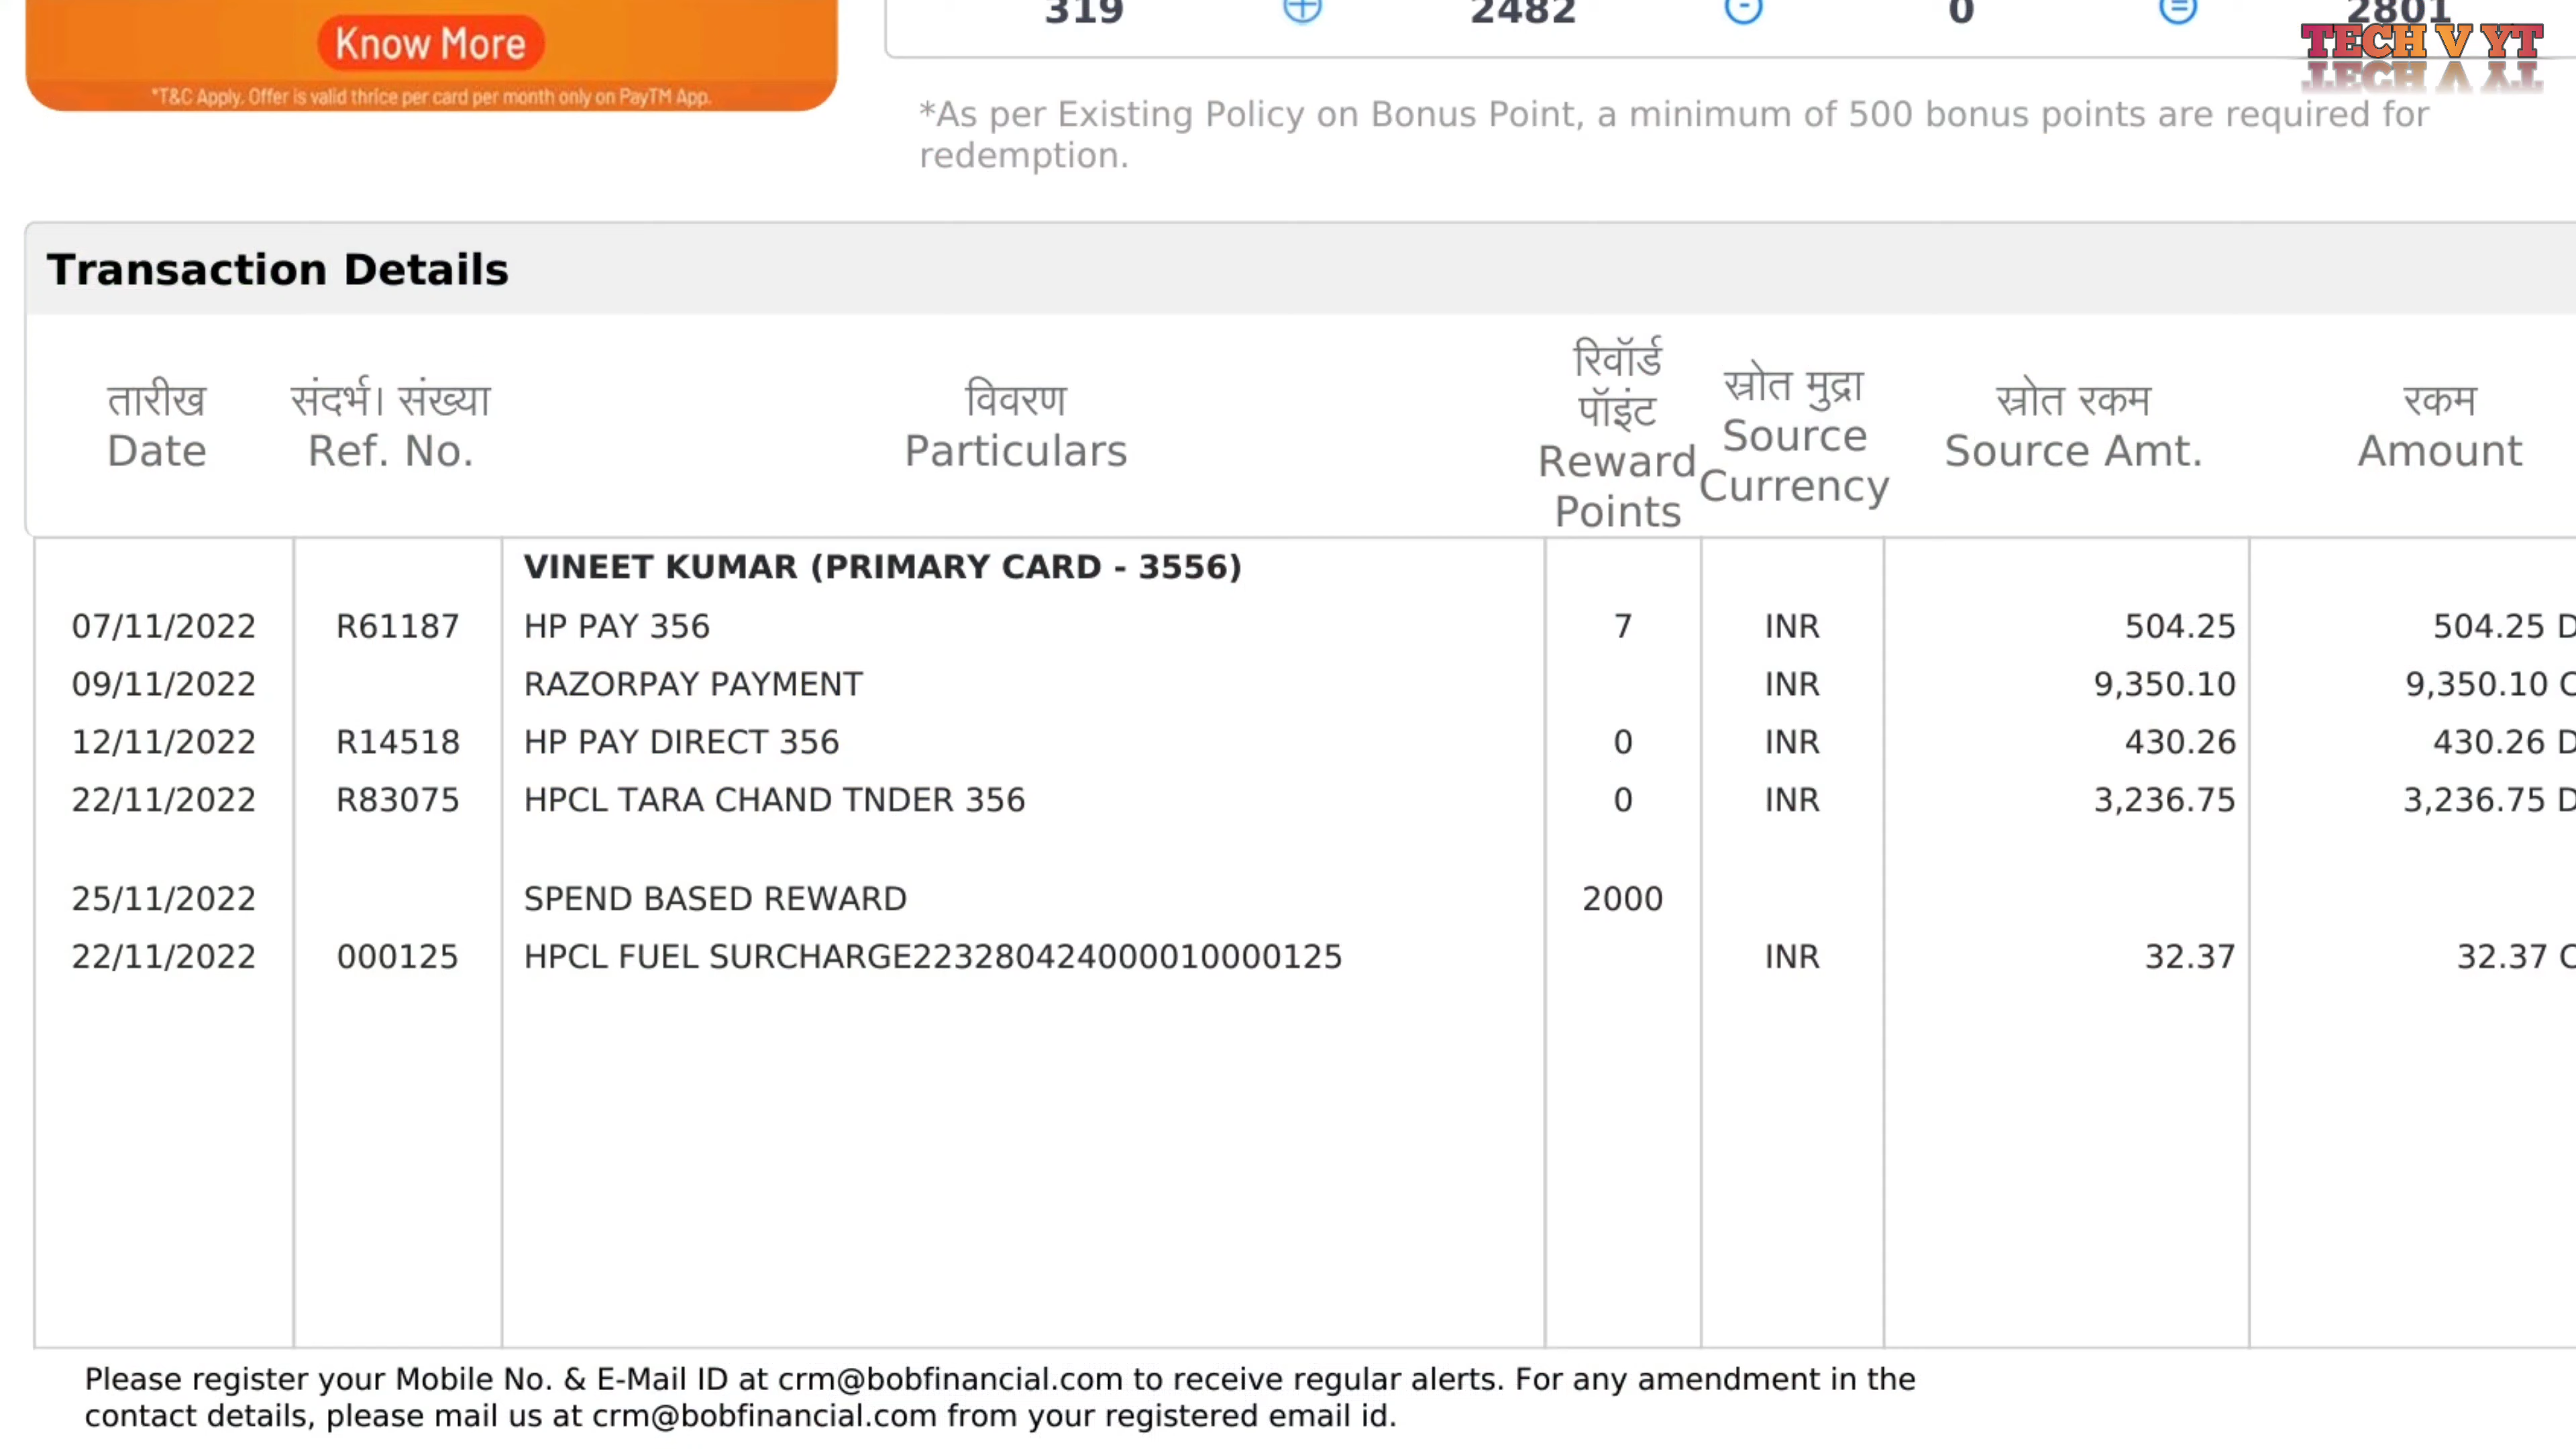 319 + 2482 - 0 = 2801
TECH V YT
Know More
*T&C Apply. Offer is valid thrice per card per month only on PayTM App.
*As per Existing Policy on Bonus Point, a minimum of 500 bonus points are required for
redemption.
Transaction Details
तारीख संदर्भ। संख्या विवरण रिवॉर्ड पॉइंट स्रोत मुद्रा स्रोत रकम रकम
Date Ref. No. Particulars Reward Points Source Currency Source Amt. Amount
VINEET KUMAR (PRIMARY CARD - 3556)
07/11/2022 R61187 HP PAY 356 7 INR 504.25 504.25 D
09/11/2022 RAZORPAY PAYMENT INR 9,350.10 9,350.10 C
12/11/2022 R14518 HP PAY DIRECT 356 0 INR 430.26 430.26 D
22/11/2022 R83075 HPCL TARA CHAND TNDER 356 0 INR 3,236.75 3,236.75 D
25/11/2022 SPEND BASED REWARD 2000
22/11/2022 000125 HPCL FUEL SURCHARGE22328042400010000125 INR 32.37 32.37 C
Please register your Mobile No. & E-Mail ID at crm@bobfinancial.com to receive regular alerts. For any amendment in the
contact details, please mail us at crm@bobfinancial.com from your registered email id.